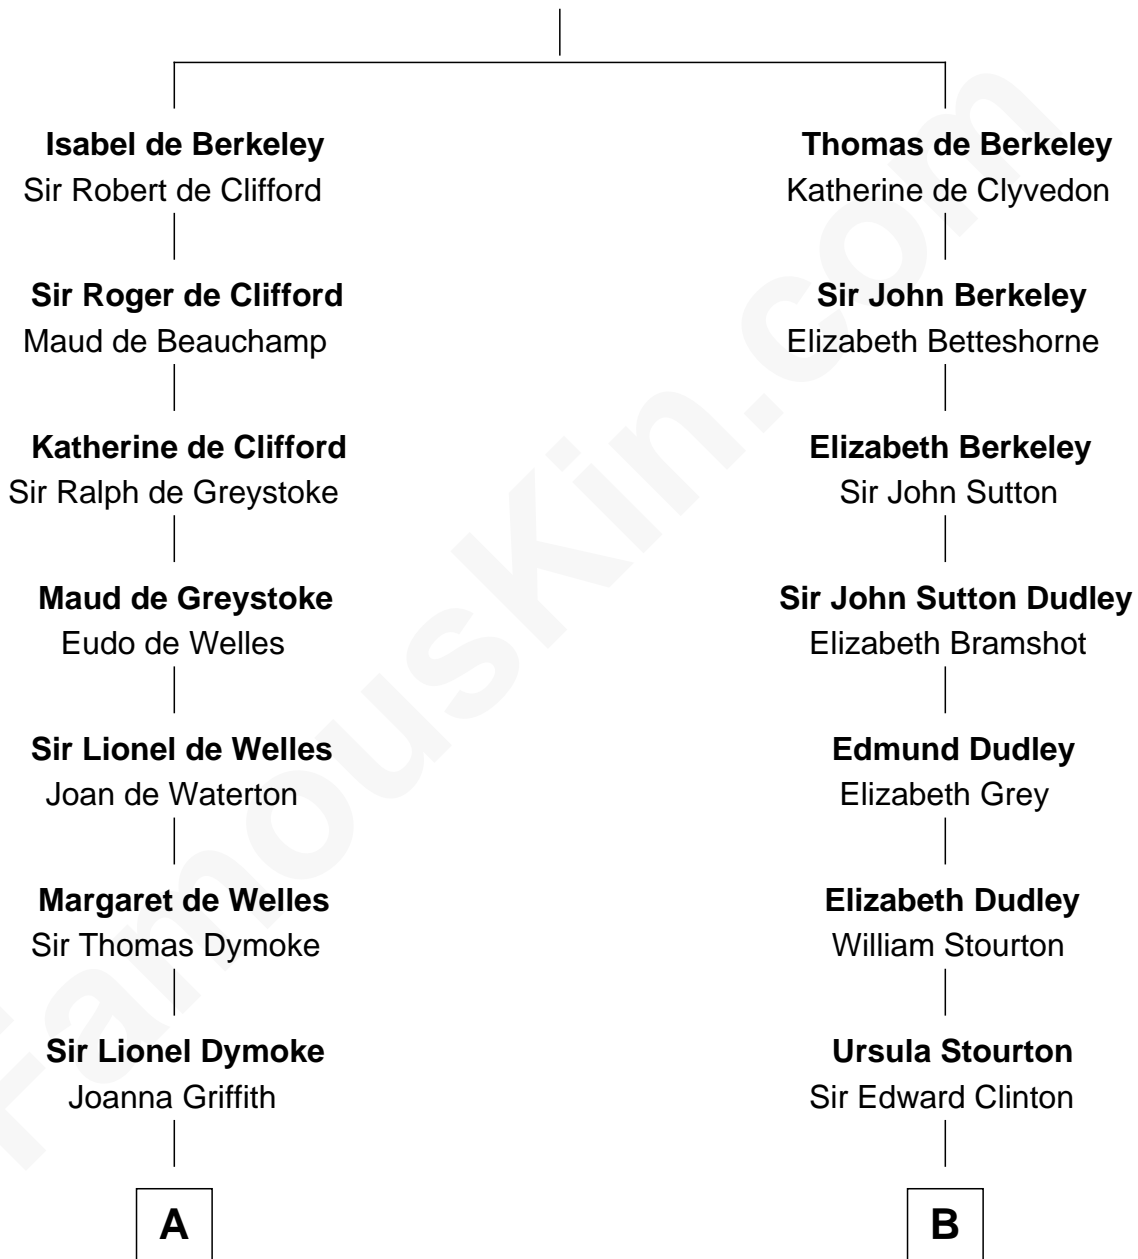 Isabel de Berkeley
Sir Robert de Clifford
Sir Roger de Clifford
Maud de Beauchamp
Katherine de Clifford
Sir Ralph de Greystoke
Maud de Greystoke
Eudo de Welles
Sir Lionel de Welles
Joan de Waterton
Margaret de Welles
Sir Thomas Dymoke
Sir Lionel Dymoke
Joanna Griffith
A
Thomas de Berkeley
Katherine de Clyvedon
Sir John Berkeley
Elizabeth Betteshorne
Elizabeth Berkeley
Sir John Sutton
Sir John Sutton Dudley
Elizabeth Bramshot
Edmund Dudley
Elizabeth Grey
Elizabeth Dudley
William Stourton
Ursula Stourton
Sir Edward Clinton
B
FamousKin.com